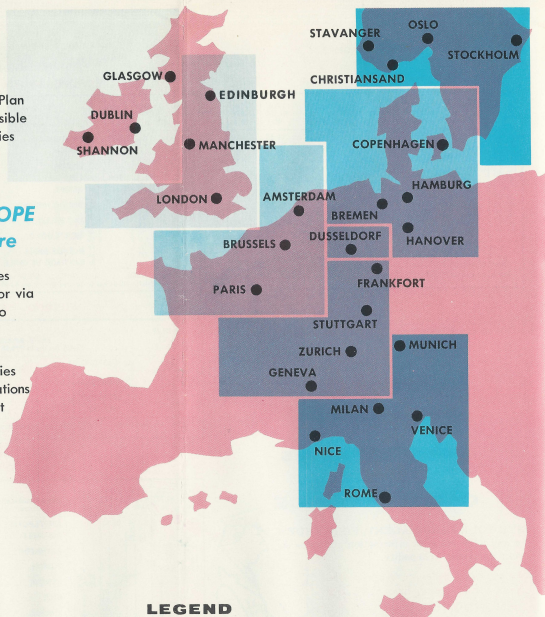 Plan
sible
ies
OPE
re
es
or via
o
ies
ations
t
STAVANGER
OSLO
STOCKHOLM
CHRISTIANSAND
GLASGOW
EDINBURGH
DUBLIN
SHANNON
MANCHESTER
COPENHAGEN
LONDON
AMSTERDAM
HAMBURG
BREMEN
BRUSSELS
DUSSELDORF
HANOVER
PARIS
FRANKFORT
STUTTGART
ZURICH
MUNICH
GENEVA
MILAN
VENICE
NICE
ROME
LEGEND